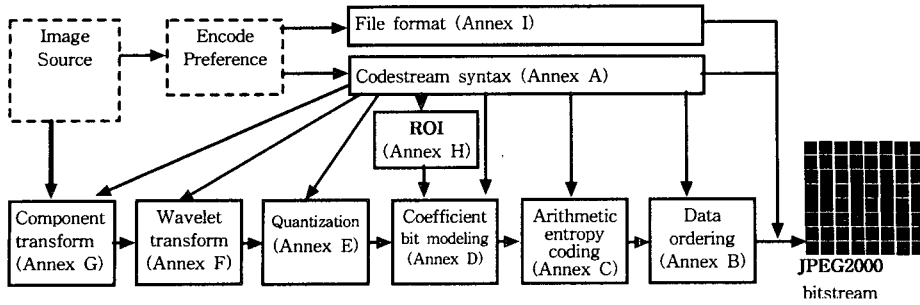 Image
Source
Encode
Preference
File format (Annex I)
Codestream syntax (Annex A)
ROI
(Annex H)
Component
transform
(Annex G)
Wavelet
transform
(Annex F)
Quantization
(Annex E)
Coefficient
bit modeling
(Annex D)
Arithmetic
entropy
coding
(Annex C)
Data
ordering
(Annex B)
JPEG2000
bitstream